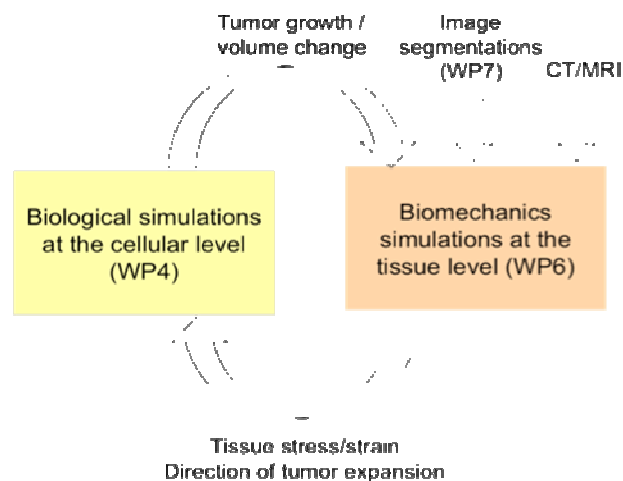 Tumor growth /
volume change
Image
segmentations
(WP7)
CT/MRI
Biological simulations
at the cellular level
(WP4)
Biomechanics
simulations at the
tissue level (WP6)
Tissue stress/strain
Direction of tumor expansion